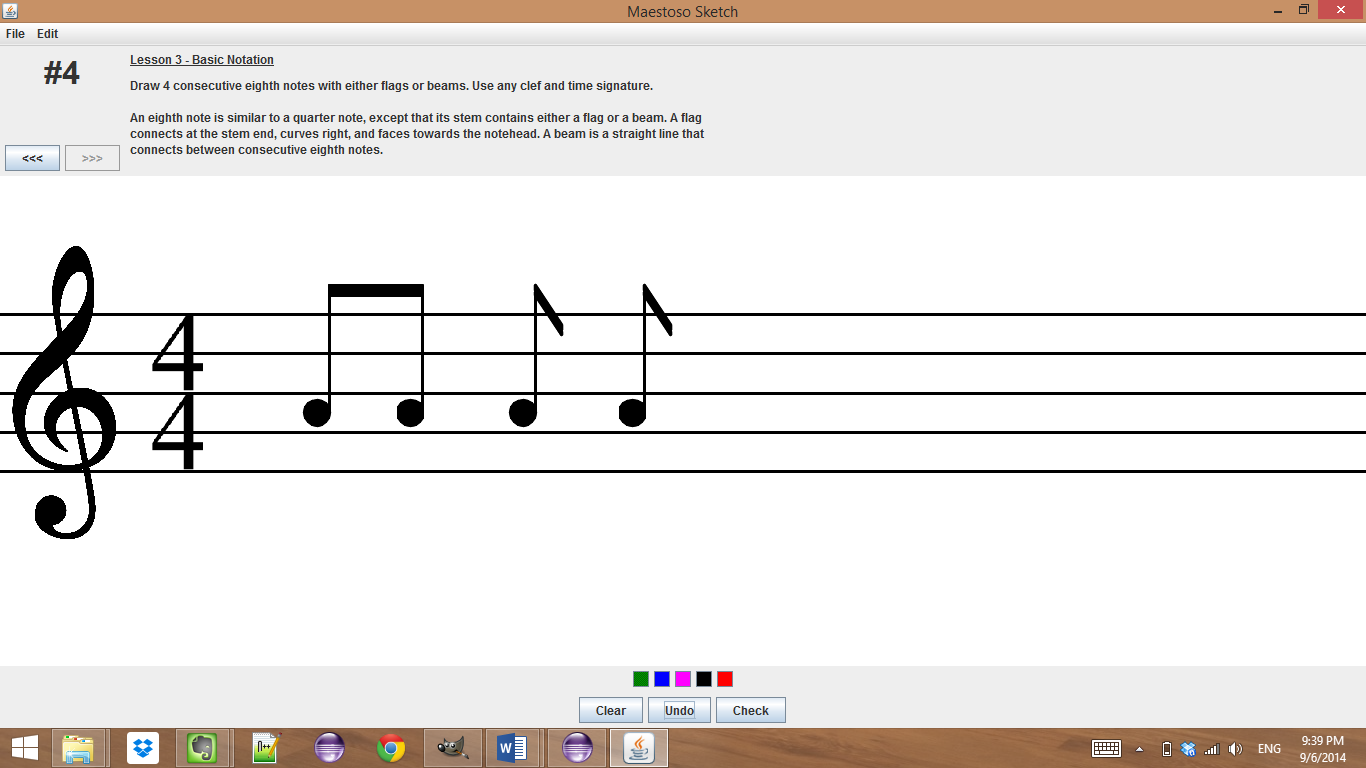 Maestoso Sketch
File Edit
#4
Lesson 3 - Basic Notation
Draw 4 consecutive eighth notes with either flags or beams. Use any clef and time signature.
An eighth note is similar to a quarter note, except that its stem contains either a flag or a beam. A flag
connects at the stem end, curves right, and faces towards the notehead. A beam is a straight line that
connects between consecutive eighth notes.
<<< >>>
4
4
Clear Undo Check
ENG
9:39 PM
9/6/2014